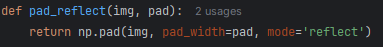 def pad_reflect(img, pad): 2 usages
return np.pad(img, pad_width=pad, mode='reflect')